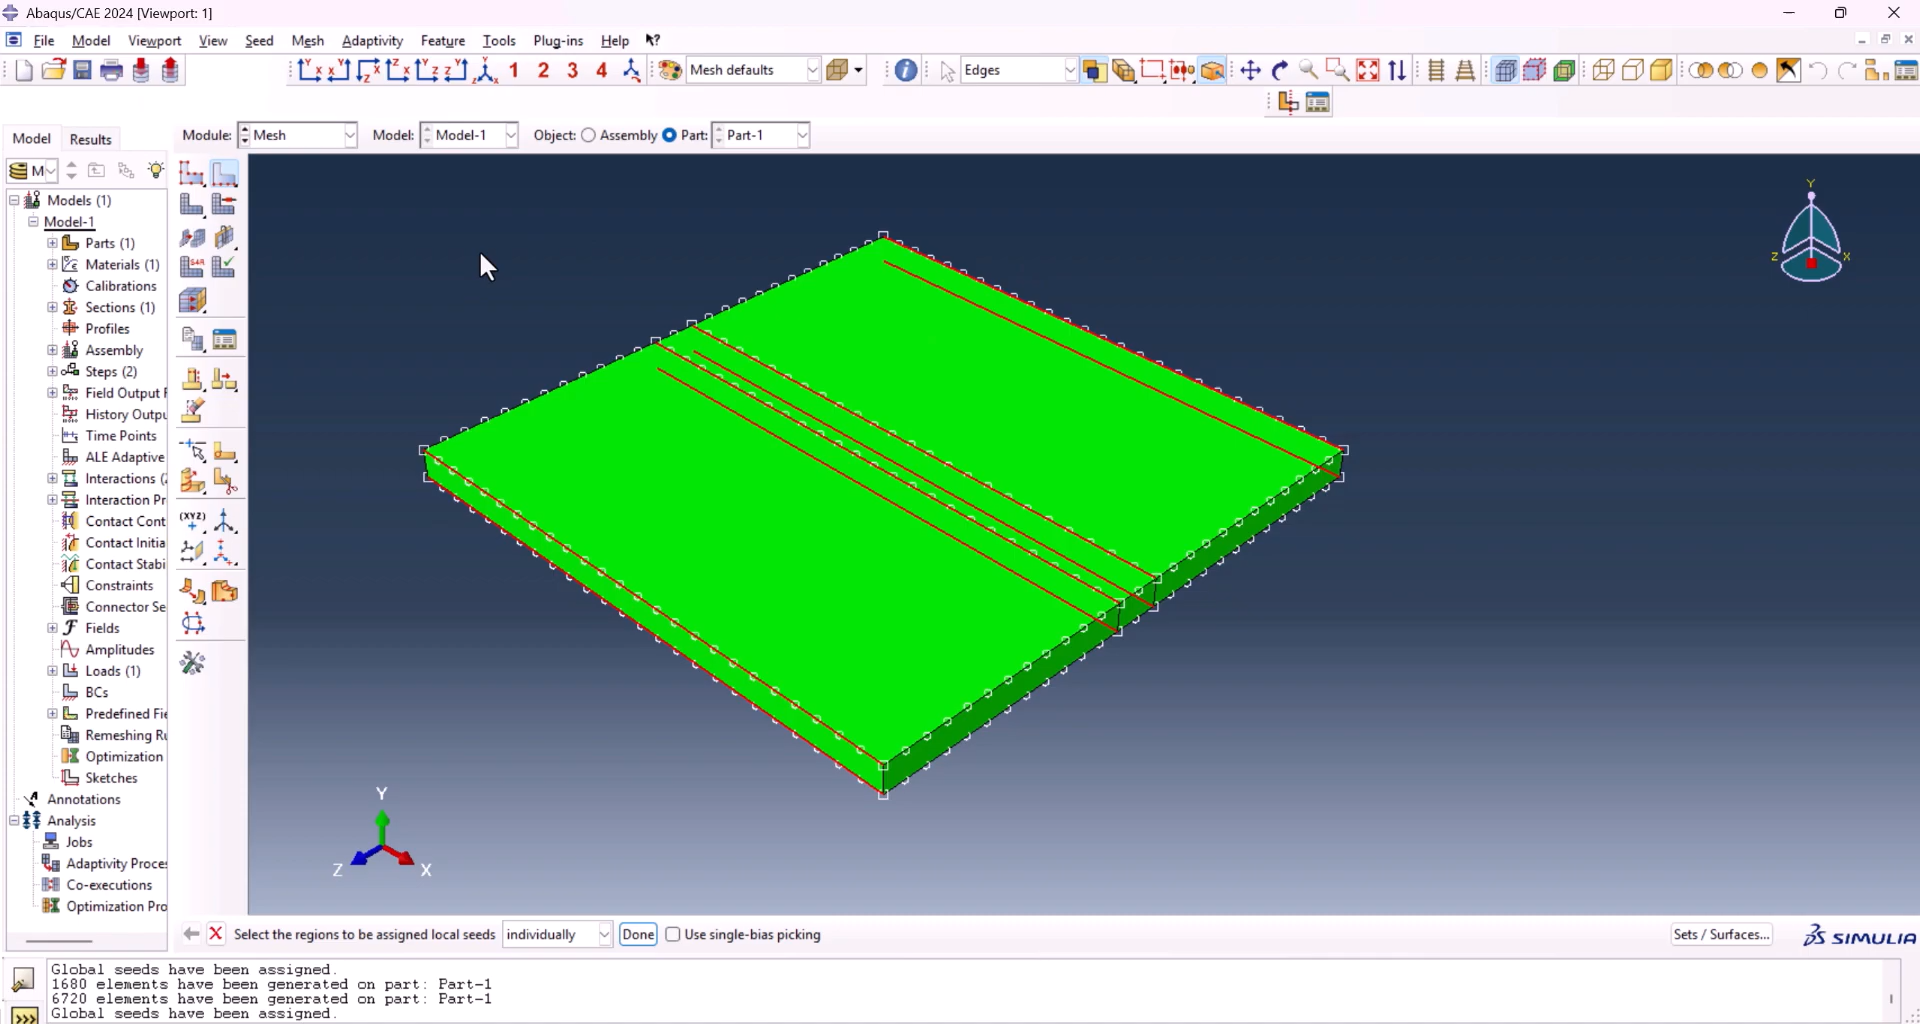 Abaqus/CAE 2024 [Viewport: 1]
File Model Viewport View Seed Mesh Adaptivity Feature Tools Plug-ins Help
1 2 3 4 Mesh defaults Edges
Model Results Module: Mesh Model: Model-1 Object: Assembly Part: Part-1
M
Models (1)
Model-1
Parts (1)
Materials (1)
Calibrations
Sections (1)
Profiles
Assembly
Steps (2)
Field Output
History Outpu
Time Points
ALE Adaptive
Interactions (
Interaction Pr
Contact Cont
Contact Initia
Contact Stabi
Constraints
Connector Se
Fields
Amplitudes
Loads (1)
BCs
Predefined Fie
Remeshing Ru
Optimization
Sketches
Annotations
Analysis
Jobs
Adaptivity Proce
Co-executions
Optimization Pro
(XYZ)
Y
Z X
Y
Z X
Select the regions to be assigned local seeds individually Done Use single-bias picking Sets / Surfaces... SIMULIA
Global seeds have been assigned.
1680 elements have been generated on part: Part-1
6720 elements have been generated on part: Part-1
Global seeds have been assigned.
>>>